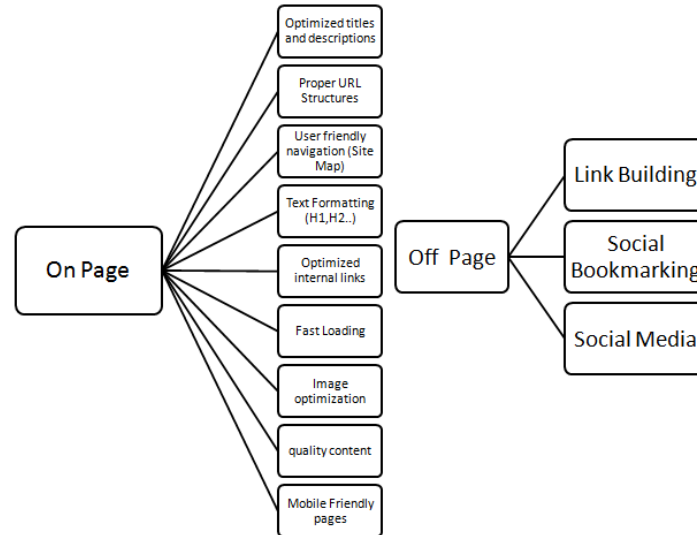 On Page
Optimized titles
and descriptions
Proper URL
Structures
User friendly
navigation (Site
Map)
Text Formatting
(H1,H2..)
Optimized
internal links
Fast Loading
Image
optimization
quality content
Mobile Friendly
pages
Off Page
Link Building
Social
Bookmarking
Social Media